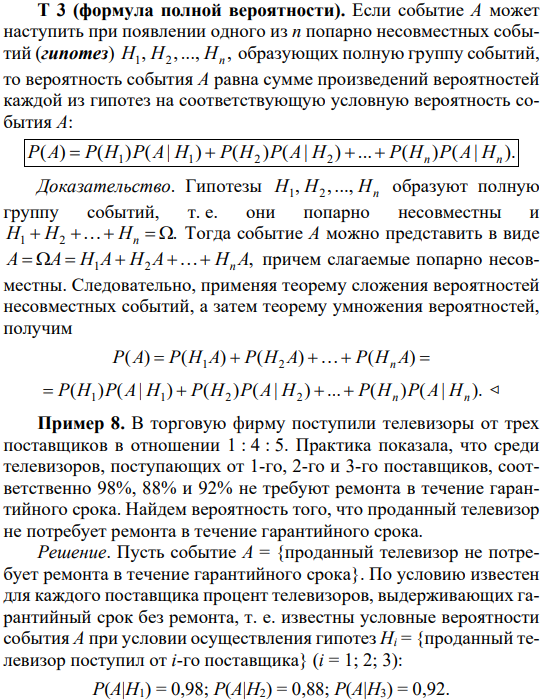 Т 3 (формула полной вероятности). Если событие A может
наступить при появлении одного из n попарно несовместных собы-
тий (гипотез) H₁, H₂,..., Hₙ, образующих полную группу событий,
то вероятность события A равна сумме произведений вероятностей
каждой из гипотез на соответствующую условную вероятность со-
бытия A:
P(A) = P(H₁)P(A | H₁) + P(H₂)P(A | H₂) + ... + P(Hₙ)P(A | Hₙ).
Доказательство. Гипотезы H₁, H₂,..., Hₙ образуют полную
группу событий, т. е. они попарно несовместны и
H₁ + H₂ + … + Hₙ = Ω. Тогда событие A можно представить в виде
A = ΩA = H₁A + H₂A + … + HₙA, причем слагаемые попарно несов-
местны. Следовательно, применяя теорему сложения вероятностей
несовместных событий, а затем теорему умножения вероятностей,
получим
P(A) = P(H₁A) + P(H₂A) + … + P(HₙA) =
= P(H₁)P(A | H₁) + P(H₂)P(A | H₂) + ... + P(Hₙ)P(A | Hₙ). ◁
Пример 8. В торговую фирму поступили телевизоры от трех
поставщиков в отношении 1 : 4 : 5. Практика показала, что среди
телевизоров, поступающих от 1-го, 2-го и 3-го поставщиков, соот-
ветственно 98%, 88% и 92% не требуют ремонта в течение гаран-
тийного срока. Найдем вероятность того, что проданный телевизор
не потребует ремонта в течение гарантийного срока.
Решение. Пусть событие A = {проданный телевизор не потре-
бует ремонта в течение гарантийного срока}. По условию известен
для каждого поставщика процент телевизоров, выдерживающих га-
рантийный срок без ремонта, т. е. известны условные вероятности
события A при условии осуществления гипотез Hᵢ = {проданный те-
левизор поступил от i-го поставщика} (i = 1; 2; 3):
P(A|H₁) = 0,98; P(A|H₂) = 0,88; P(A|H₃) = 0,92.